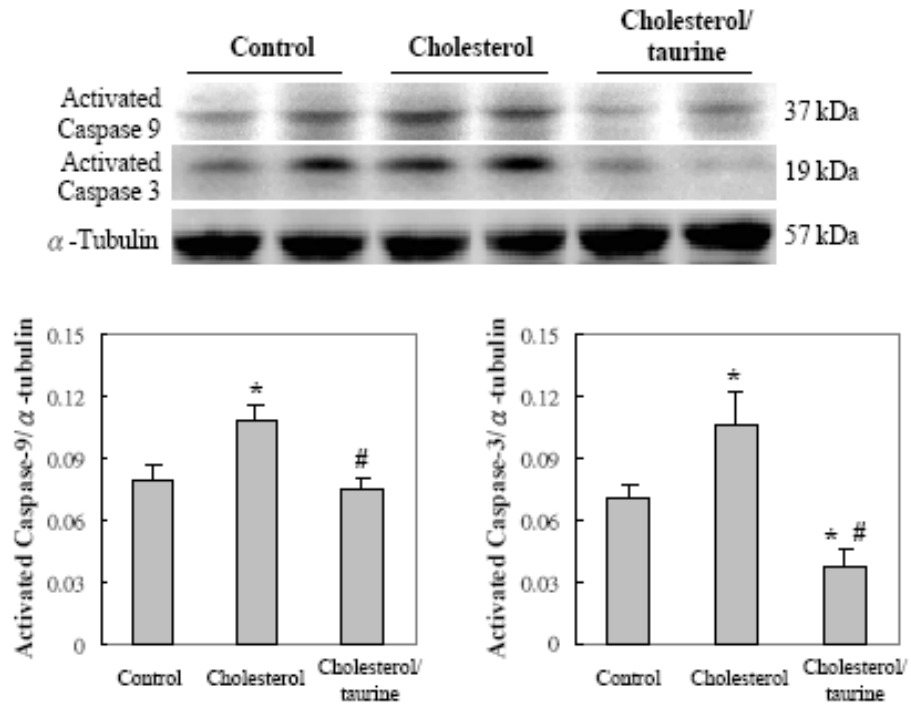 Control
Cholesterol
Cholesterol/
taurine
Activated
Caspase 9
37 kDa
Activated
Caspase 3
19 kDa
α-Tubulin
57 kDa
Activated Caspase-9/α-tubulin
0.15
0.12
0.09
0.06
0.03
0
*
#
Control
Cholesterol
Cholesterol/
taurine
Activated Caspase-3/α-tubulin
0.15
0.12
0.09
0.06
0.03
0
*
* #
Control
Cholesterol
Cholesterol/
taurine